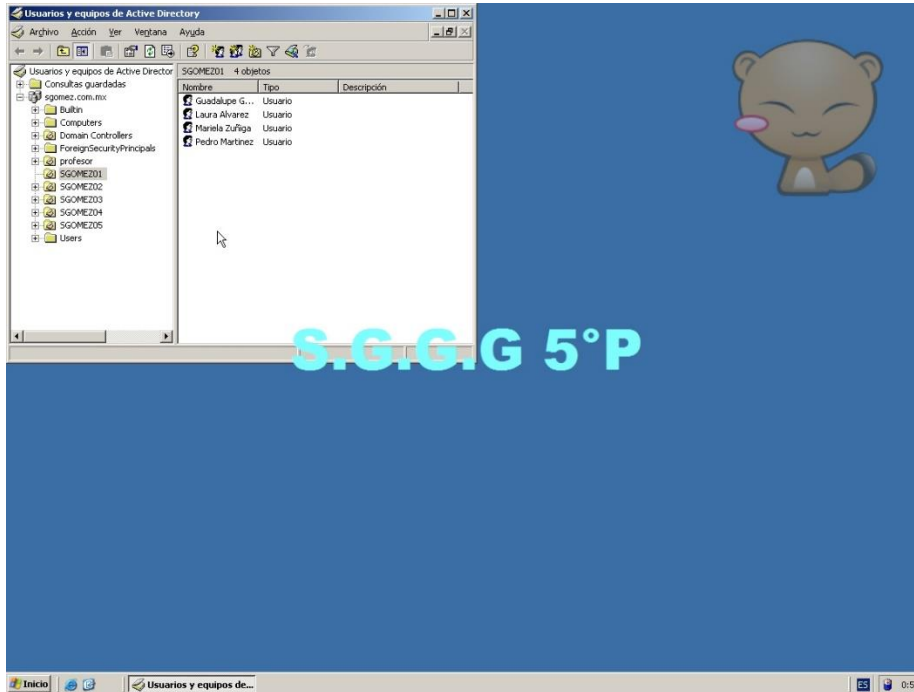 Usuarios y equipos de Active Directory
Archivo Acción Ver Ventana Ayuda
Usuarios y equipos de Active Director
SGOMEZ01 4 objetos
Nombre Tipo Descripción
Consultas guardadas
sgomez.com.mx
Builtin
Computers
Domain Controllers
ForeignSecurityPrincipals
profesor
SGOMEZ01
SGOMEZ02
SGOMEZ03
SGOMEZ04
SGOMEZ05
Users
Guadalupe G... Usuario
Laura Alvarez Usuario
Mariela Zuñiga Usuario
Pedro Martinez Usuario
S.G.G.G 5°P
Inicio
Usuarios y equipos de...
ES
0:5